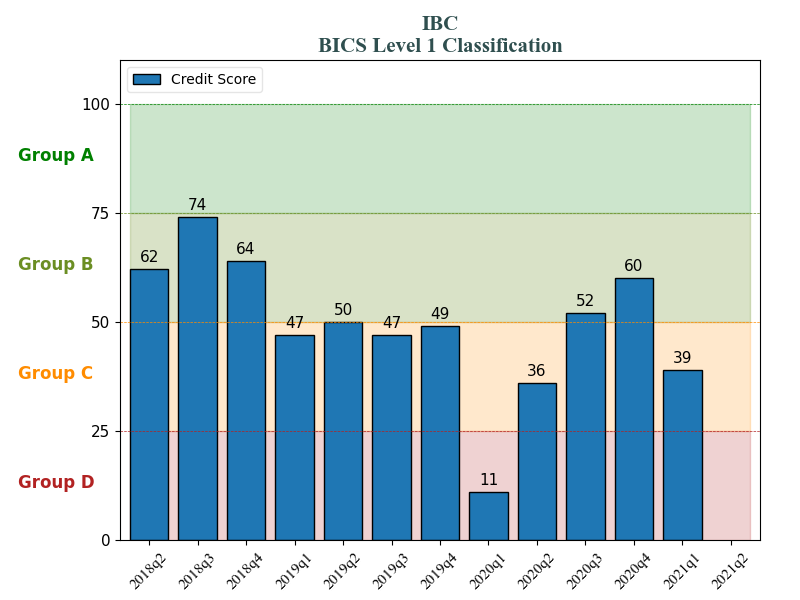 IBC
BICS Level 1 Classification
Credit Score
100
Group A
75
74
Group B
62
64
60
50
47
50
47
49
52
Group C
36
39
25
Group D
11
0
2018q2 2018q3 2018q4 2019q1 2019q2 2019q3 2019q4 2020q1 2020q2 2020q3 2020q4 2021q1 2021q2